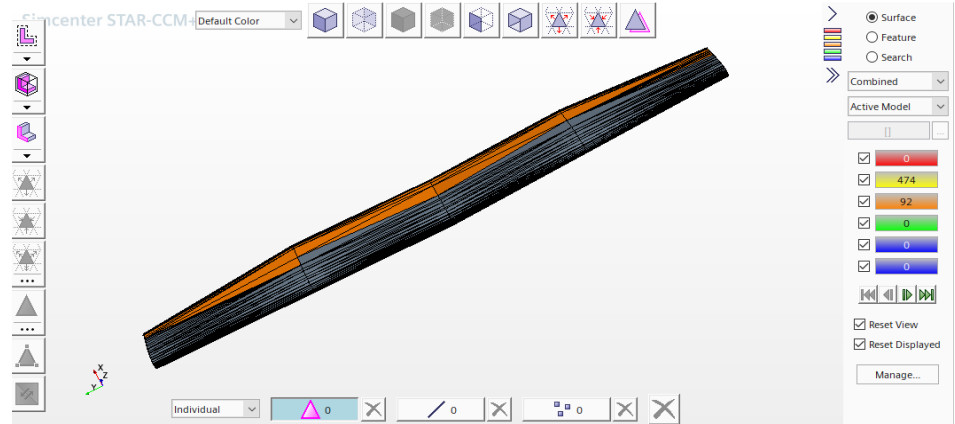 Simcenter STAR-CCM+
Default Color
Surface
Feature
Search
Combined
Active Model
[]
...
0
474
92
0
0
0
Reset View
Reset Displayed
Manage...
X
Z
Y
Individual
0
0
0